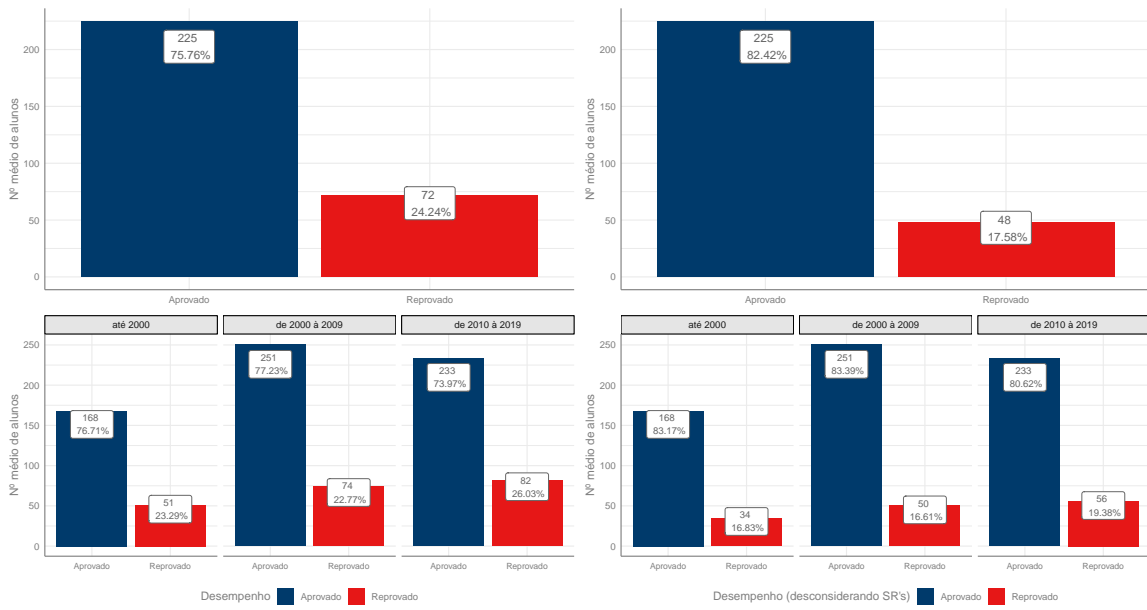 Nº médio de alunos
200
150
100
50
0
225
75.76%
72
24.24%
Aprovado
Reprovado
Nº médio de alunos
200
150
100
50
0
225
82.42%
48
17.58%
Aprovado
Reprovado
até 2000
de 2000 à 2009
de 2010 à 2019
Nº médio de alunos
250
200
150
100
50
0
168
76.71%
51
23.29%
251
77.23%
74
22.77%
233
73.97%
82
26.03%
Aprovado
Reprovado
Aprovado
Reprovado
Aprovado
Reprovado
Desempenho
Aprovado
Reprovado
até 2000
de 2000 à 2009
de 2010 à 2019
Nº médio de alunos
250
200
150
100
50
0
168
83.17%
34
16.83%
251
83.39%
50
16.61%
233
80.62%
56
19.38%
Aprovado
Reprovado
Aprovado
Reprovado
Aprovado
Reprovado
Desempenho (desconsiderando SR's)
Aprovado
Reprovado